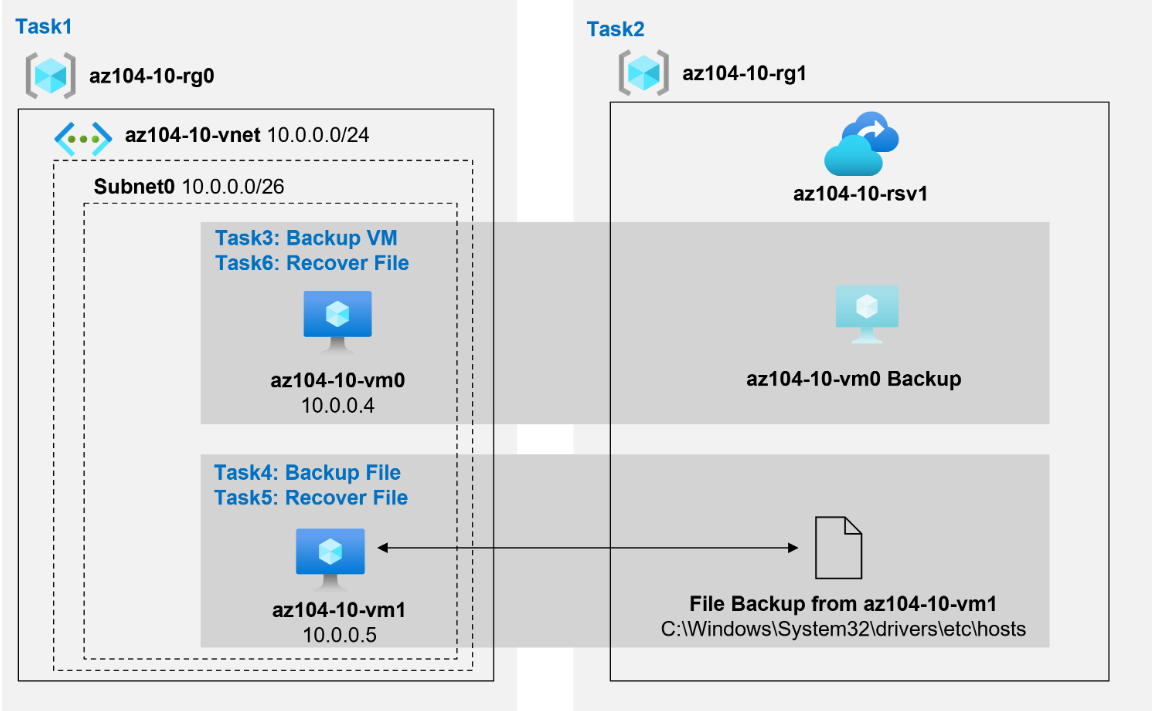 Task1
az104-10-rg0
az104-10-vnet 10.0.0.0/24
Subnet0 10.0.0.0/26
Task3: Backup VM
Task6: Recover File
az104-10-vm0
10.0.0.4
Task4: Backup File
Task5: Recover File
az104-10-vm1
10.0.0.5
Task2
az104-10-rg1
az104-10-rsv1
az104-10-vm0 Backup
File Backup from az104-10-vm1
C:\Windows\System32\drivers\etc\hosts